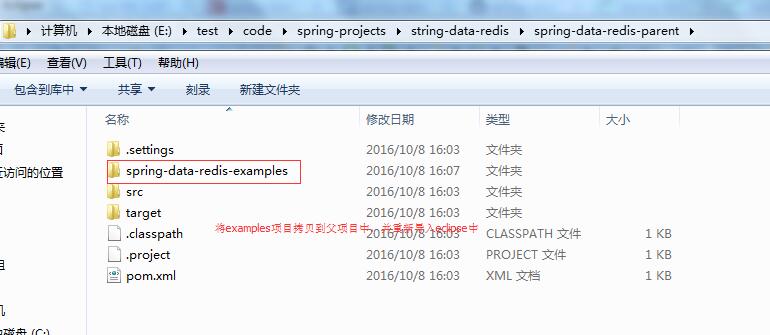 计算机 本地磁盘 (E:) test code spring-projects string-data-redis spring-data-redis-parent
编辑(E) 查看(V) 工具(T) 帮助(H)
包含到库中 共享 刻录 新建文件夹
名称 修改日期 类型 大小
.settings 2016/10/8 16:03 文件夹
spring-data-redis-examples 2016/10/8 16:07 文件夹
近访问的位置
src 2016/10/8 16:03 文件夹
target 2016/10/8 16:03 文件夹
.classpath 2016/10/8 16:03 CLASSPATH 文件 1 KB
将examples项目拷贝到父项目中,并重新导入eclipse中
.project 2016/10/8 16:03 PROJECT 文件 1 KB
pom.xml 2016/10/8 16:03 XML 文档 1 KB
组
机
地磁盘 (C:)